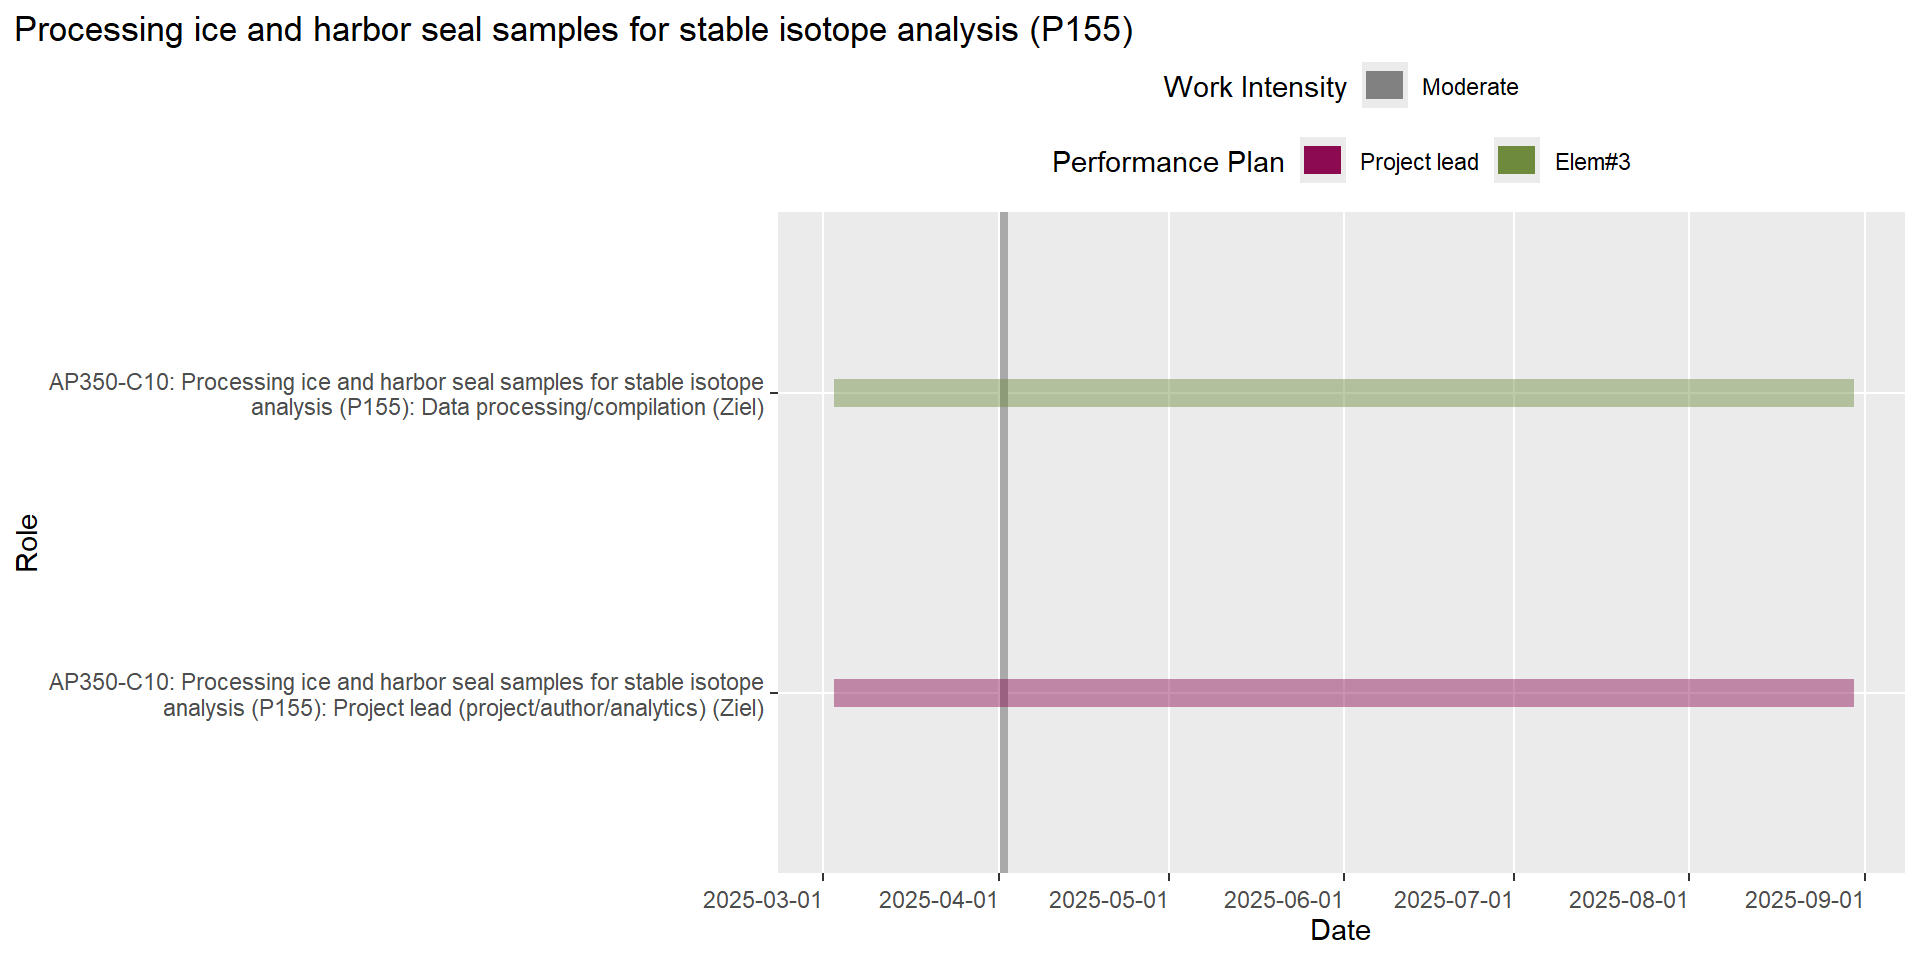 Processing ice and harbor seal samples for stable isotope analysis (P155)
Work Intensity Moderate
Performance Plan Project lead Elem#3
AP350-C10: Processing ice and harbor seal samples for stable isotope
analysis (P155): Data processing/compilation (Ziel)
Role
AP350-C10: Processing ice and harbor seal samples for stable isotope
analysis (P155): Project lead (project/author/analytics) (Ziel)
2025-03-01 2025-04-01 2025-05-01 2025-06-01 2025-07-01 2025-08-01 2025-09-01
Date